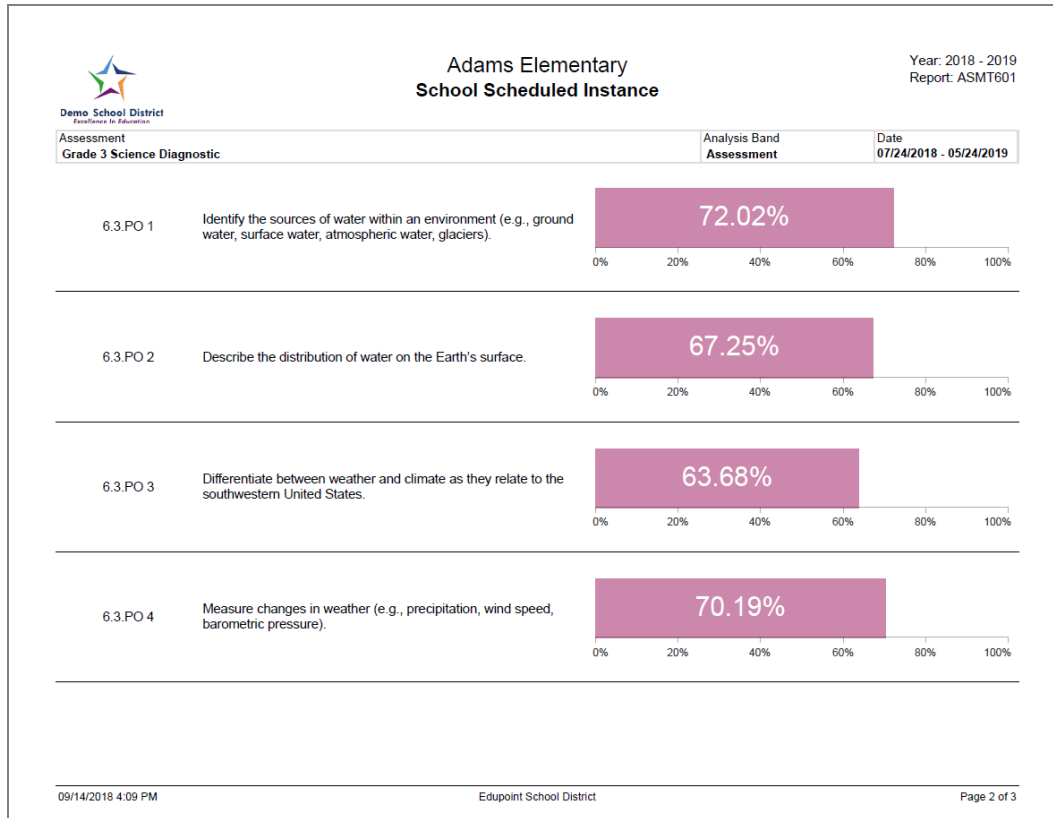 Adams Elementary
School Scheduled Instance
Year: 2018 - 2019
Report: ASMT601
Demo School District
Excellence In Education
Assessment
Grade 3 Science Diagnostic
Analysis Band
Assessment
Date
07/24/2018 - 05/24/2019
6.3.PO 1
Identify the sources of water within an environment (e.g., ground
water, surface water, atmospheric water, glaciers).
72.02%
0% 20% 40% 60% 80% 100%
6.3.PO 2
Describe the distribution of water on the Earth's surface.
67.25%
0% 20% 40% 60% 80% 100%
6.3.PO 3
Differentiate between weather and climate as they relate to the
southwestern United States.
63.68%
0% 20% 40% 60% 80% 100%
6.3.PO 4
Measure changes in weather (e.g., precipitation, wind speed,
barometric pressure).
70.19%
0% 20% 40% 60% 80% 100%
09/14/2018 4:09 PM
Edupoint School District
Page 2 of 3